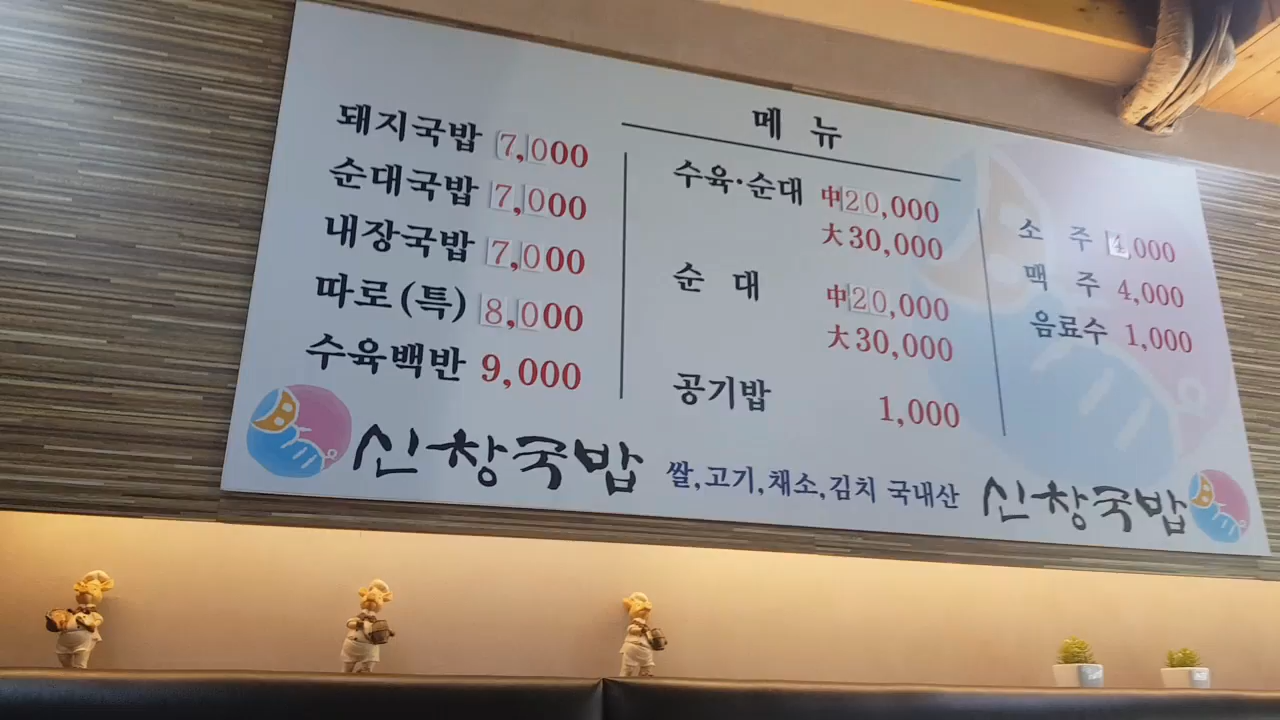 메 뉴
돼지국밥 7,000
순대국밥 7,000
내장국밥 7,000
따로(특) 8,000
수육백반 9,000
수육·순대 中20,000
大30,000
순 대 中20,000
大30,000
공기밥 1,000
소 주 4,000
맥 주 4,000
음료수 1,000
신창국밥
쌀,고기,채소,김치 국내산
신창국밥